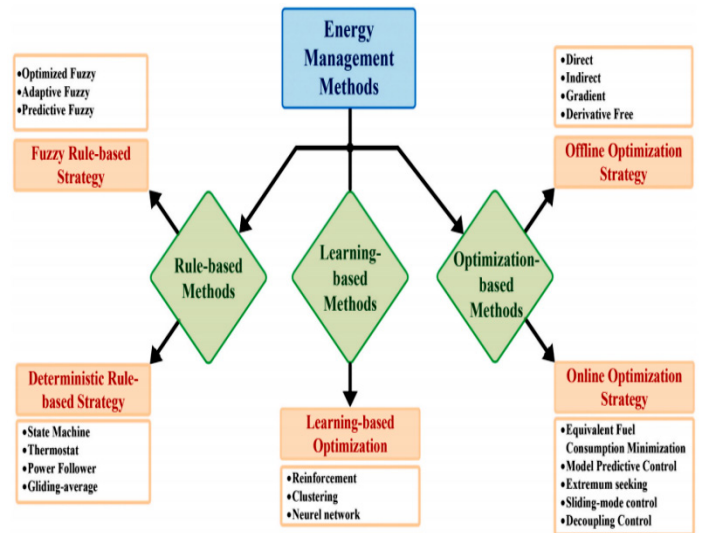 Energy
Management
Methods
•Optimized Fuzzy
•Adaptive Fuzzy
•Predictive Fuzzy
Fuzzy Rule-based
Strategy
•Direct
•Indirect
•Gradient
•Derivative Free
Offline Optimization
Strategy
Rule-based
Methods
Learning-
based
Methods
Optimization-
based
Methods
Deterministic Rule-
based Strategy
•State Machine
•Thermostat
•Power Follower
•Gliding-average
Learning-based
Optimization
•Reinforcement
•Clustering
•Neurel network
Online Optimization
Strategy
•Equivalent Fuel
Consumption Minimization
•Model Predictive Control
•Extremum seeking
•Sliding-mode control
•Decoupling Control